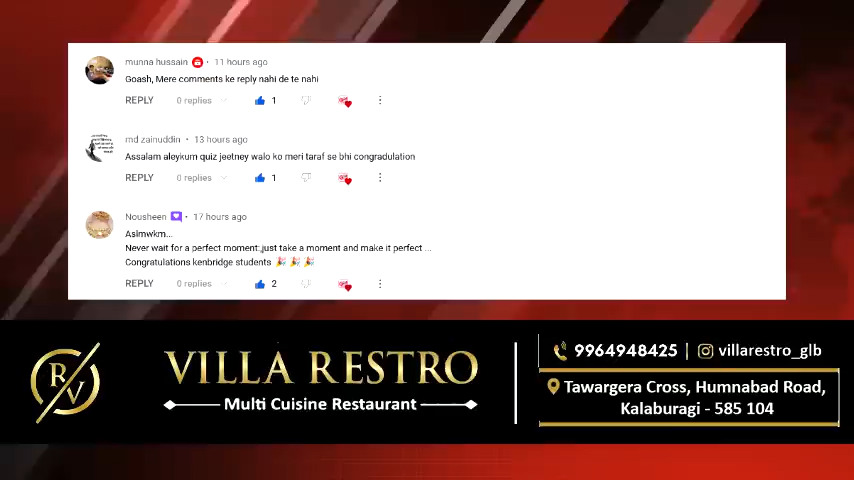 munna hussain • 11 hours ago
Goash, Mere comments ke reply nahi de te nahi
REPLY 0 replies 1
md zainuddin • 13 hours ago
Assalam aleykum quiz jeetney walo ko meri taraf se bhi congradulation
REPLY 0 replies 1
Nousheen • 17 hours ago
Aslmwkm...
Never wait for a perfect moment:,just take a moment and make it perfect ...
Congratulations kenbridge students 🎉 🎉 🎉
REPLY 0 replies 2
RV
VILLA RESTRO
Multi Cuisine Restaurant
9964948425 | villarestro_glb
Tawargera Cross, Humnabad Road,
Kalaburagi - 585 104